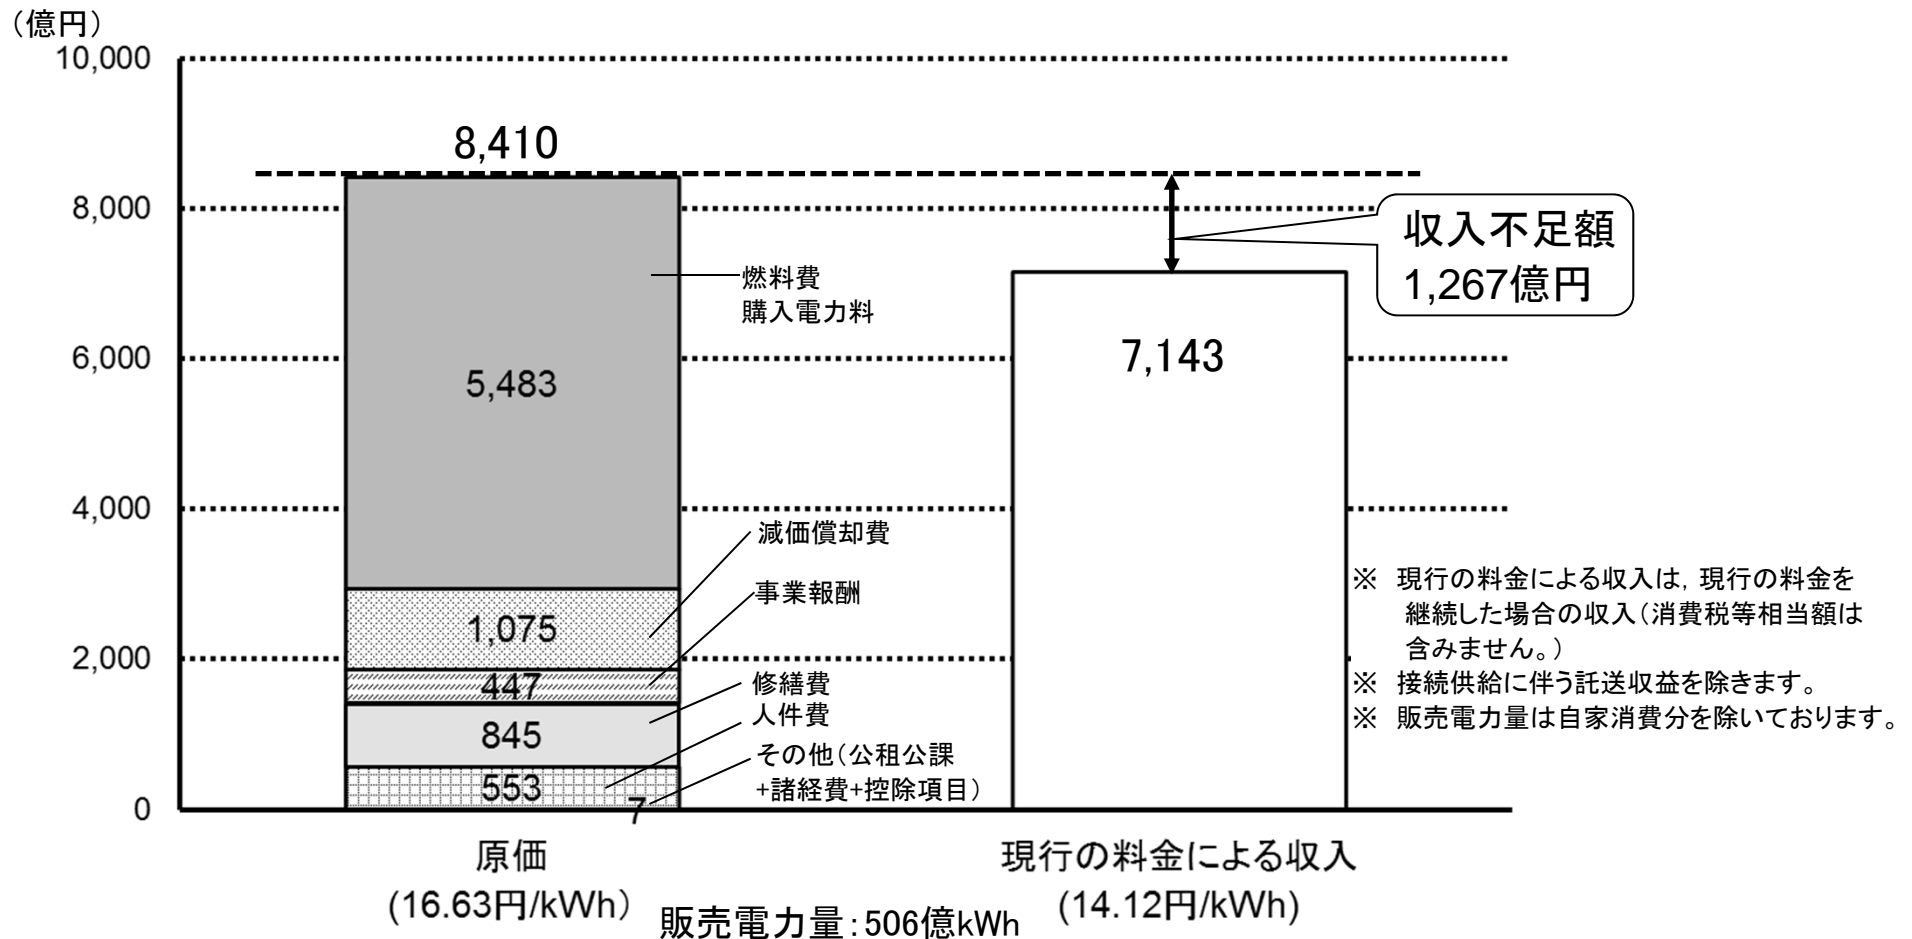 （億円）
10,000
8,000
6,000
4,000
2,000
0
8,410
5,483
1,075
447
845
553
7
燃料費
購入電力料
減価償却費
事業報酬
修繕費
人件費
その他（公租公課
+諸経費+控除項目）
7,143
収入不足額
1,267億円
※　現行の料金による収入は，現行の料金を
継続した場合の収入（消費税等相当額は
含みません。）
※　接続供給に伴う託送収益を除きます。
※　販売電力量は自家消費分を除いております。
原価
(16.63円/kWh）
現行の料金による収入
(14.12円/kWh)
販売電力量：506億kWh